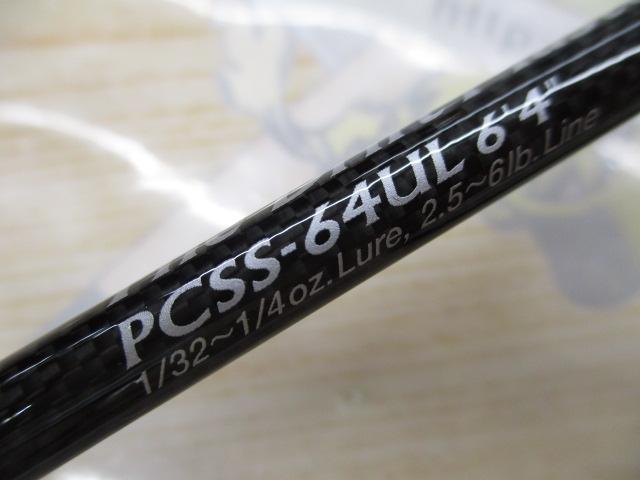 PCSS-64UL 6'4"
1/32~1/4oz. Lure, 2.5~6lb. Line